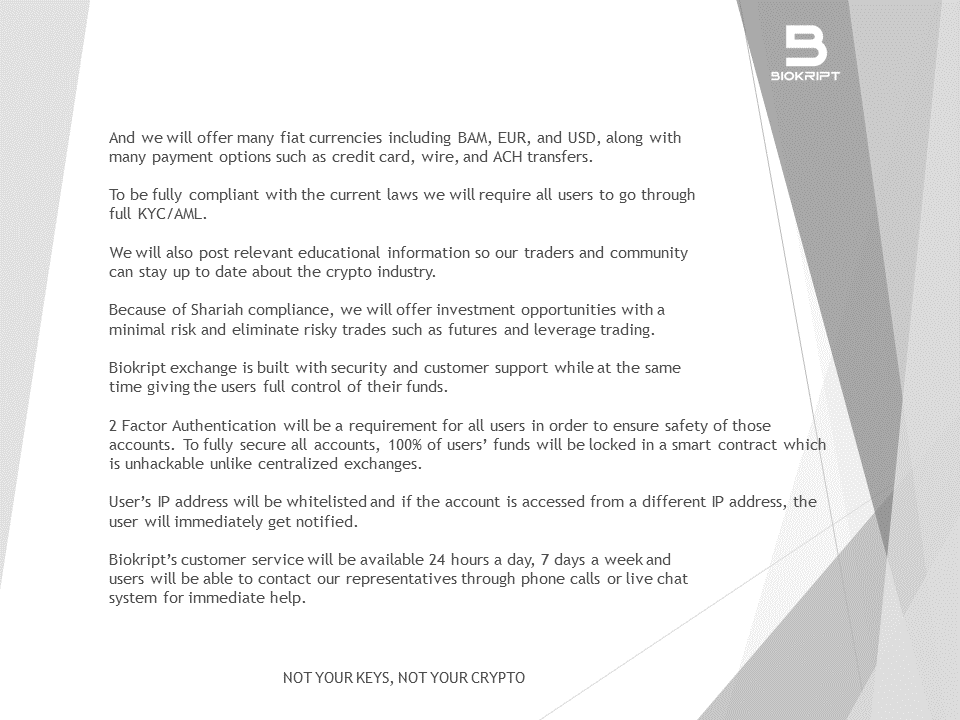 BIOKRIPT
And we will offer many fiat currencies including BAM, EUR, and USD, along with
many payment options such as credit card, wire, and ACH transfers.
To be fully compliant with the current laws we will require all users to go through
full KYC/AML.
We will also post relevant educational information so our traders and community
can stay up to date about the crypto industry.
Because of Shariah compliance, we will offer investment opportunities with a
minimal risk and eliminate risky trades such as futures and leverage trading.
Biokript exchange is built with security and customer support while at the same
time giving the users full control of their funds.
2 Factor Authentication will be a requirement for all users in order to ensure safety of those
accounts. To fully secure all accounts, 100% of users’ funds will be locked in a smart contract which
is unhackable unlike centralized exchanges.
User’s IP address will be whitelisted and if the account is accessed from a different IP address, the
user will immediately get notified.
Biokript’s customer service will be available 24 hours a day, 7 days a week and
users will be able to contact our representatives through phone calls or live chat
system for immediate help.
NOT YOUR KEYS, NOT YOUR CRYPTO